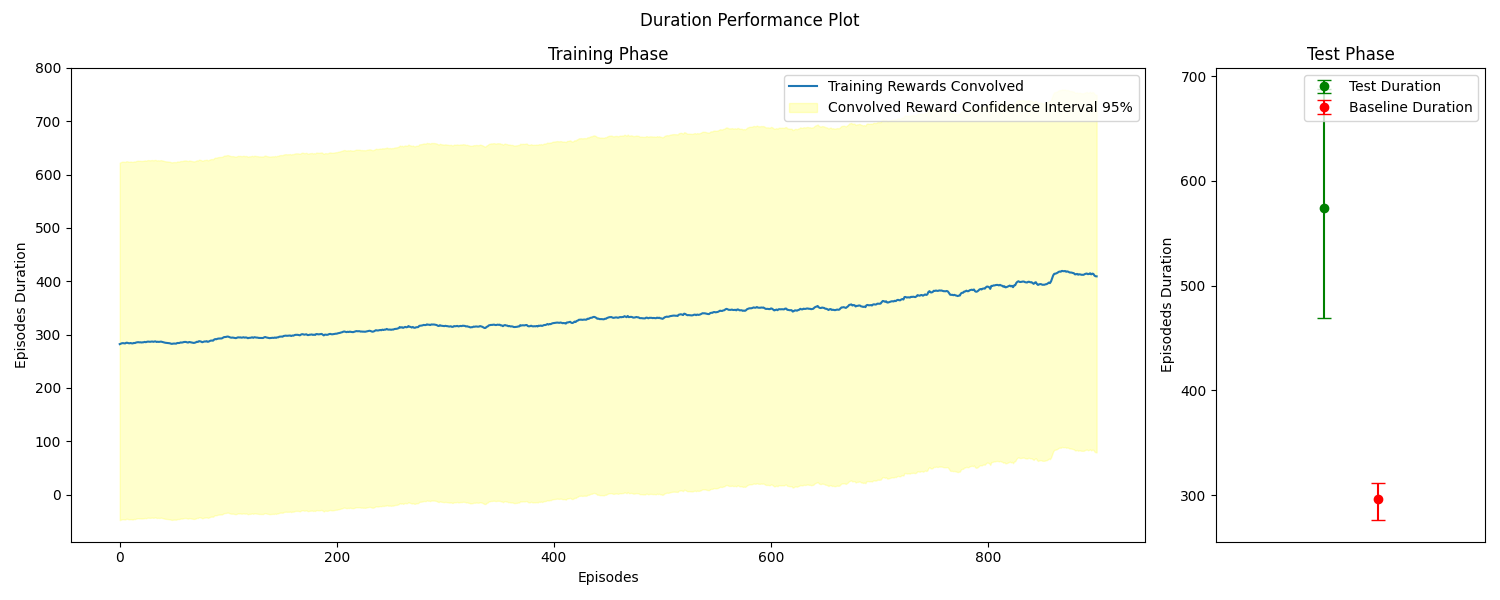 Duration Performance Plot
Training Phase
Episodes Duration
800
700
600
500
400
300
200
100
0
Training Rewards Convolved
Convolved Reward Confidence Interval 95%
0 200 400 600 800
Episodes
Test Phase
Episodeds Duration
700
600
500
400
300
Test Duration
Baseline Duration